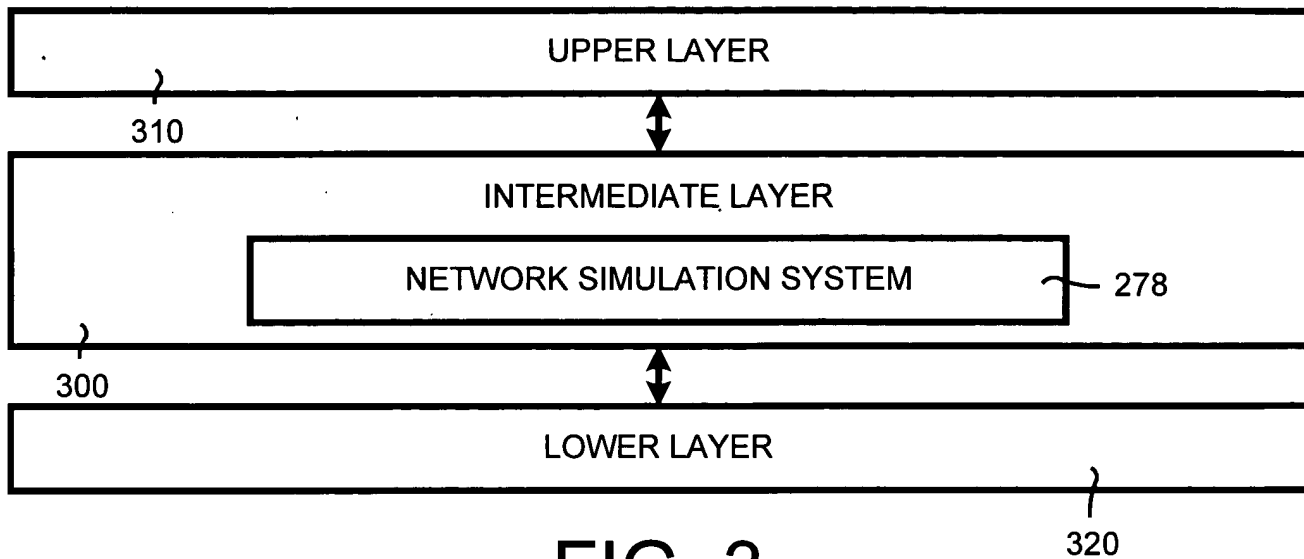 UPPER LAYER
310
INTERMEDIATE LAYER
NETWORK SIMULATION SYSTEM
278
300
LOWER LAYER
320